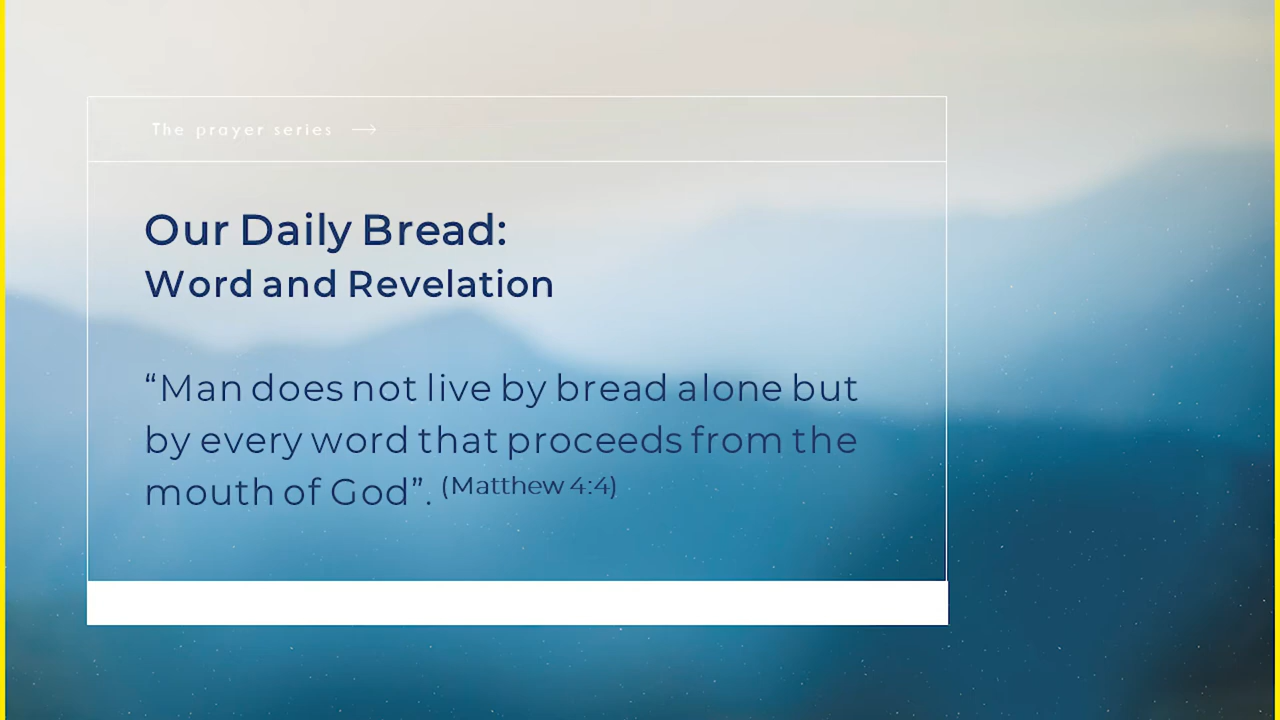 The prayer series →
Our Daily Bread:
Word and Revelation
“Man does not live by bread alone but
by every word that proceeds from the
mouth of God”. (Matthew 4:4)